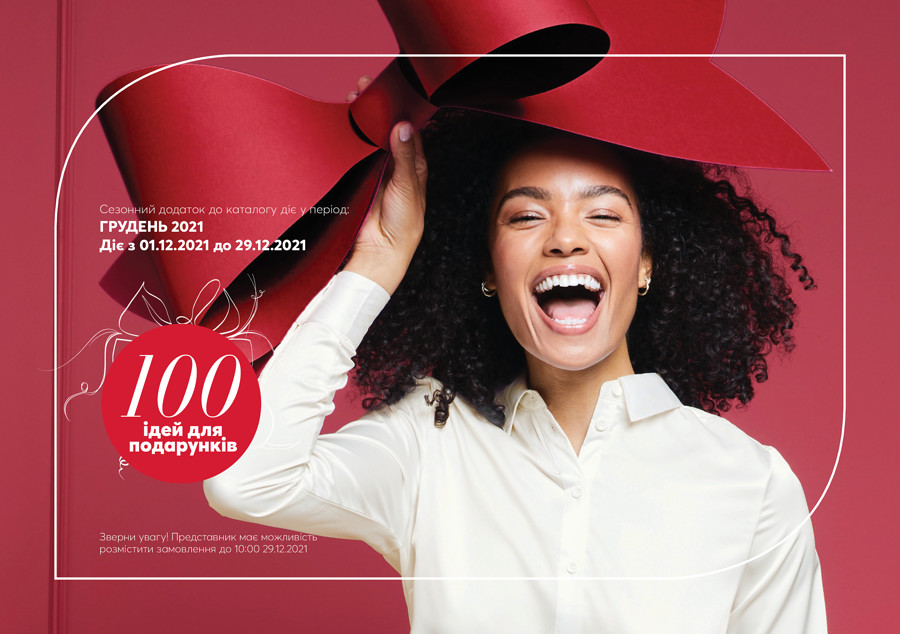 Сезонний додаток до каталогу діє у період:
ГРУДЕНЬ 2021
Діє з 01.12.2021 до 29.12.2021
100
ідей для
подарунків
Зверни увагу! Представник має можливість
розмістити замовлення до 10:00 29.12.2021